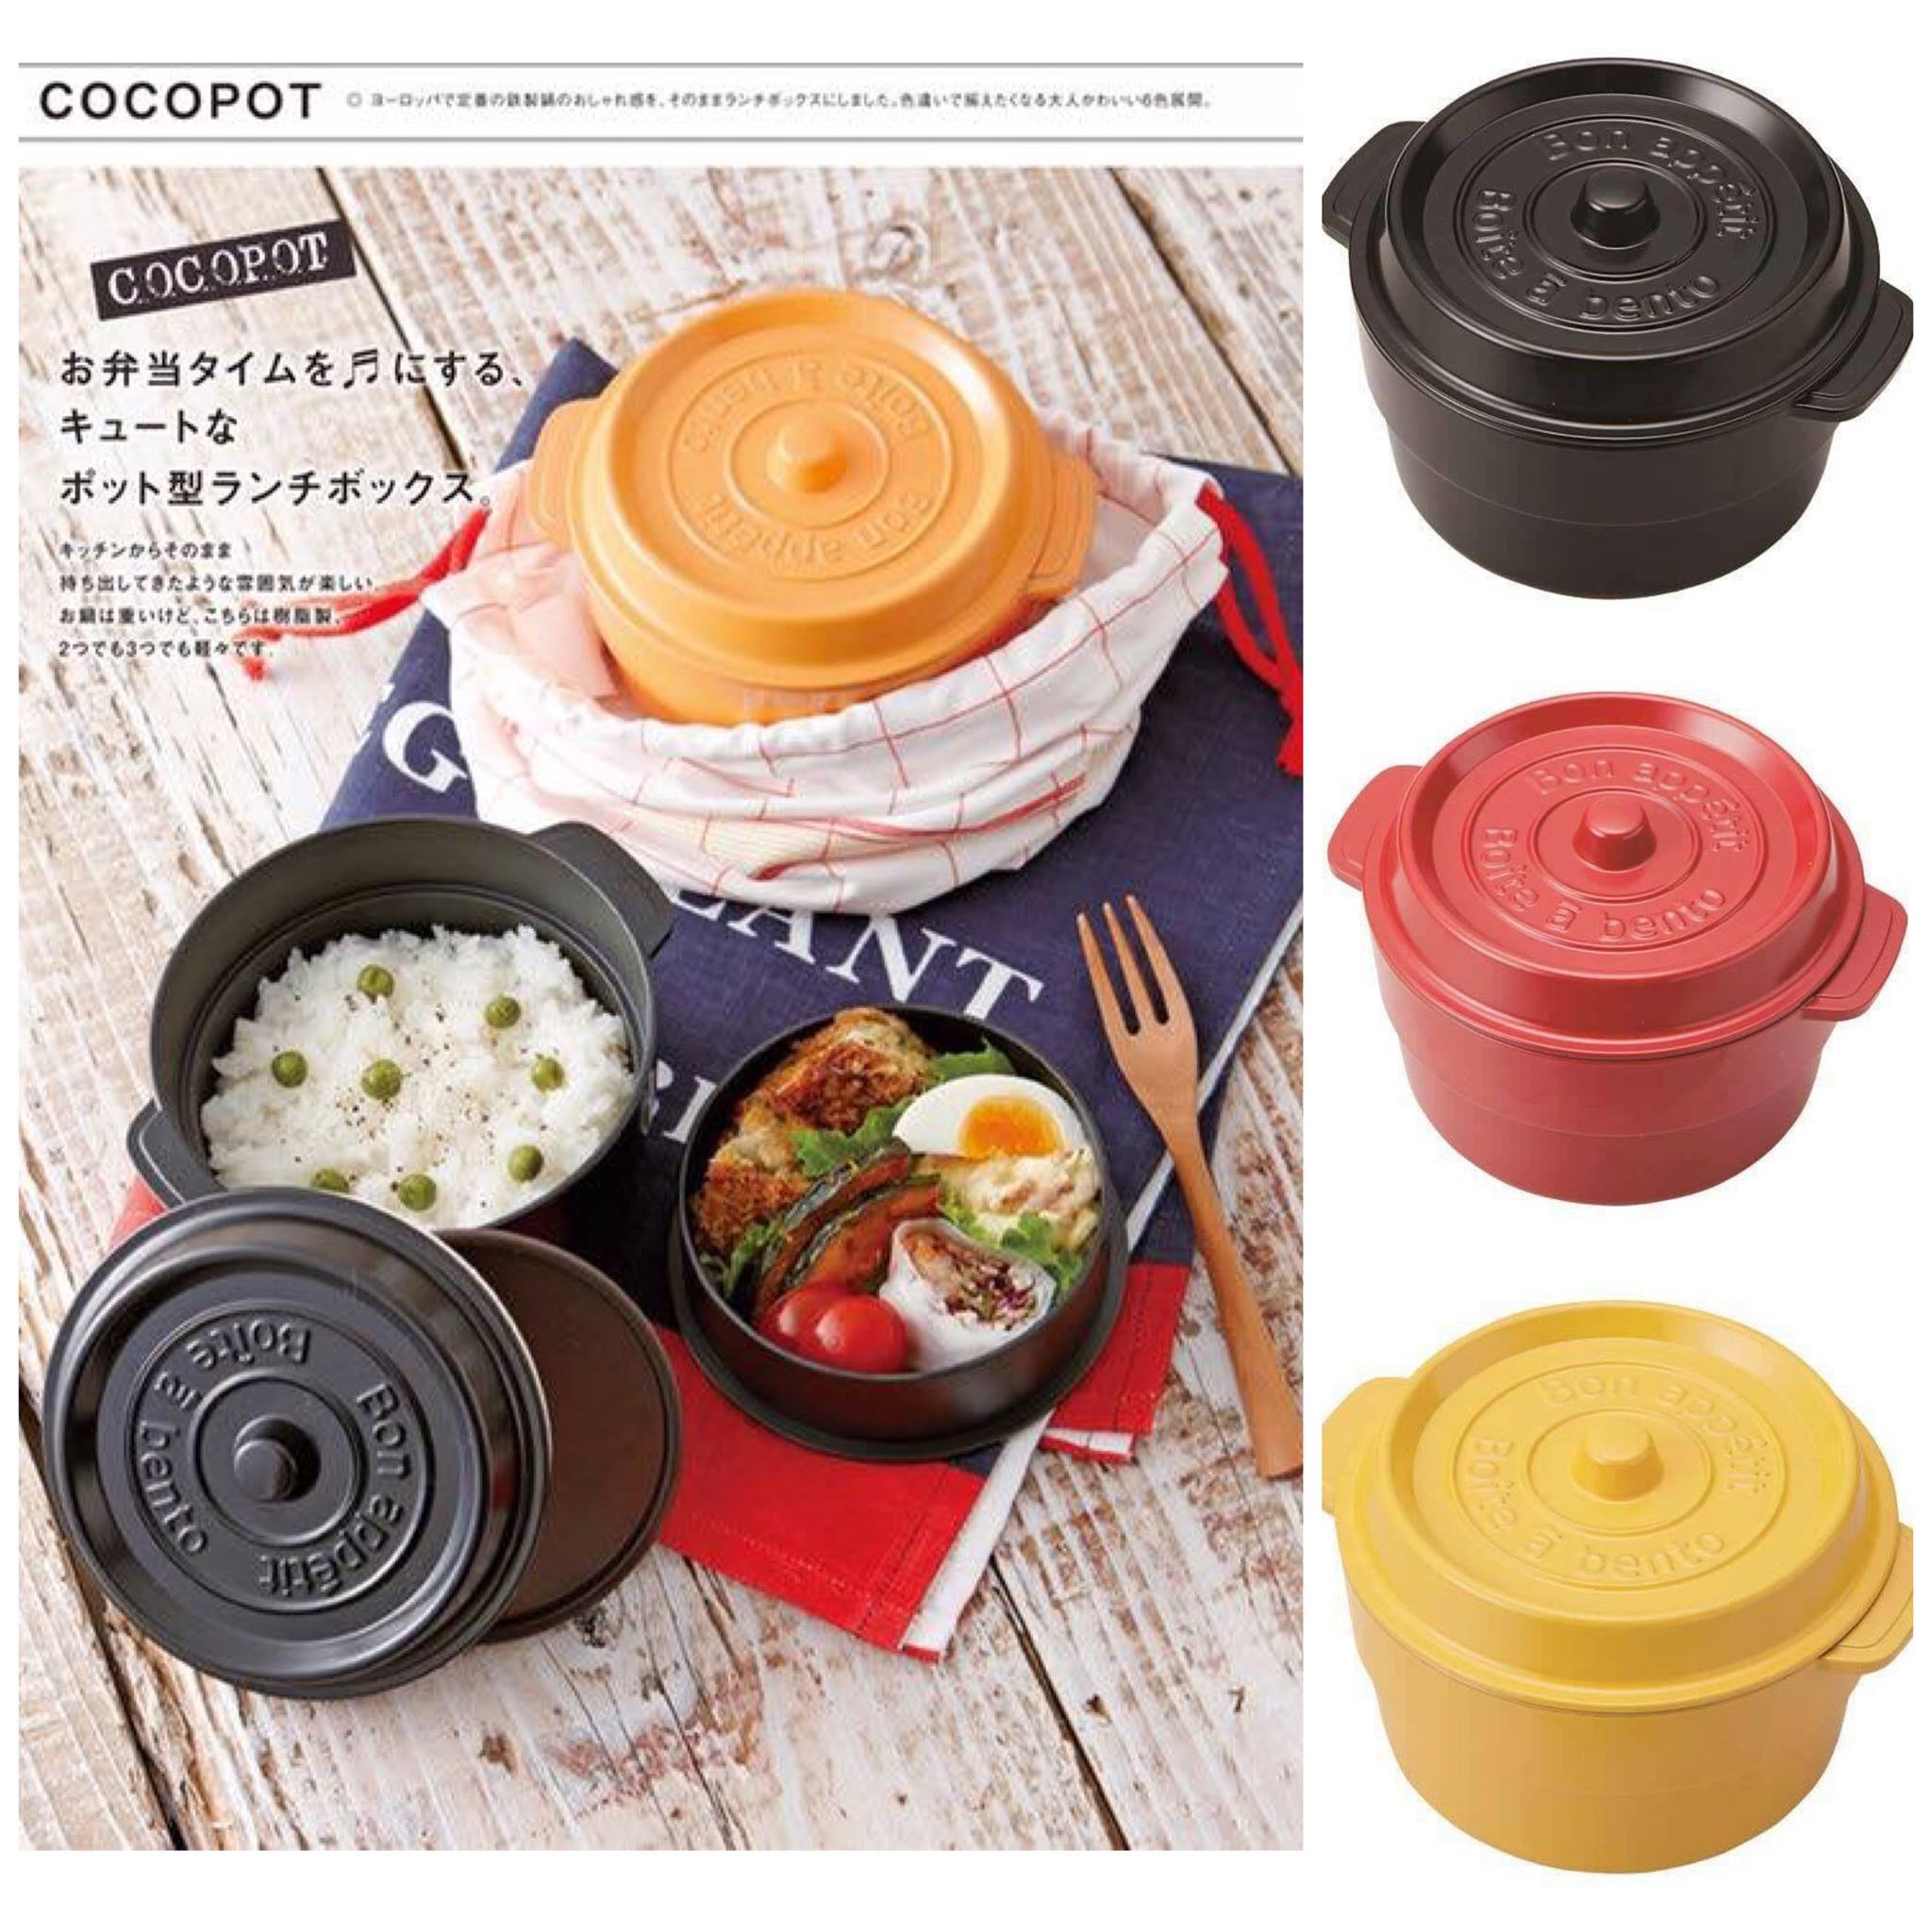 COCOPOT ◎ ヨーロッパで定番の鉄製鍋のおしゃれ感を、そのままランチボックスにしました。色違いで揃えたくなる大人かわいい6色展開。
COCOPOT
お弁当タイムを♬にする、
キュートな
ポット型ランチボックス。
キッチンからそのまま
持ち出してきたような雰囲気が楽しい。
お鍋は重いけど、こちらは樹脂製。
2つでも3つでも軽々です。
Boîte à bento
Bon appétit
ANT
Boîte à bento
Bon appétit
Bon appétit
Boîte à bento
Bon appétit
Boîte à bento
Bon appétit
Boîte à bento